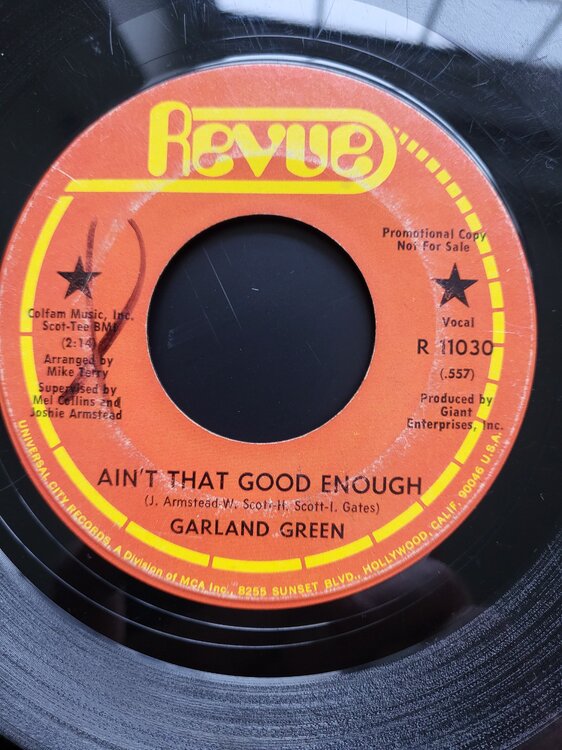 Revue
Promotional Copy
Not For Sale
Colfam Music, Inc.
Scot-Tee BMI
(2:14)
Arranged by
Mike Terry
Supervised by
Mel Collins and
Joshie Armstead
Vocal
R 11030
(.557)
Produced by
Giant
Enterprises, Inc.
AIN'T THAT GOOD ENOUGH
(J. Armstead-W. Scott-H. Scott-I. Gates)
GARLAND GREEN
UNIVERSAL CITY RECORDS, A Division of MCA Inc., 8255 SUNSET BLVD., HOLLYWOOD, CALIF. 90046 U.S.A.